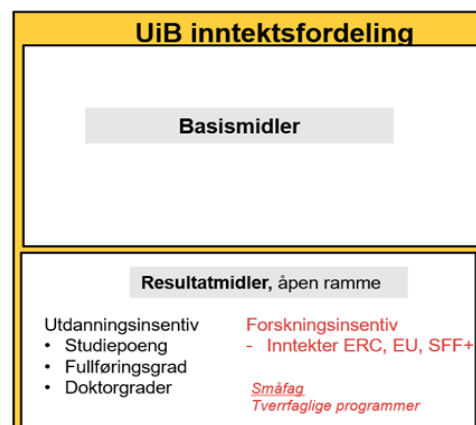 UiB inntektsfordeling
Basismidler
Resultatmidler, åpen ramme
Utdanningsinsentiv
• Studiepoeng
• Fullføringsgrad
• Doktorgrader
Forskningsinsentiv
- Inntekter ERC, EU, SFF+
Småfag
Tverrfaglige programmer